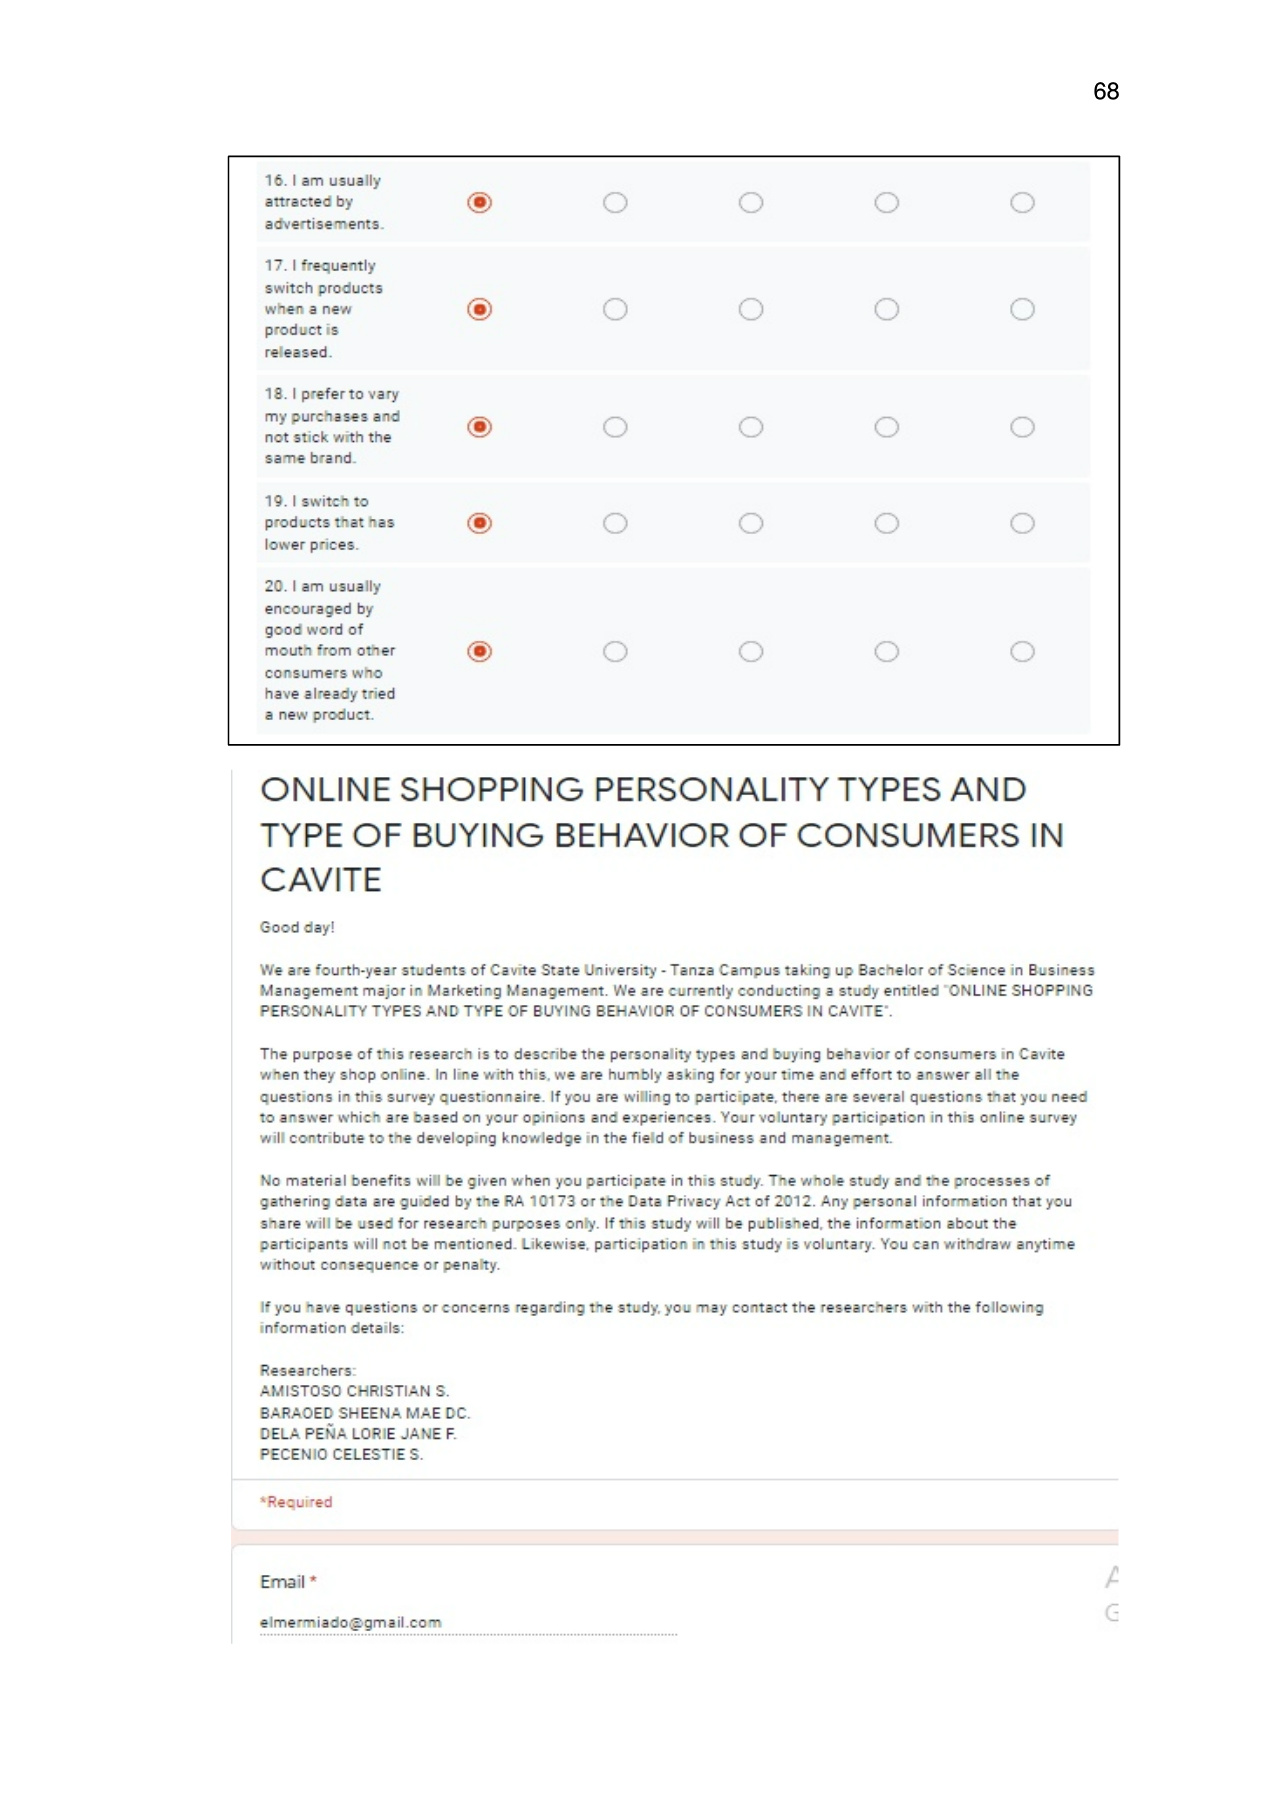 68
16. I am usually
attracted by
advertisements.
17. I frequently
switch products
when a new
product is
released.
18. I prefer to vary
my purchases and
not stick with the
same brand.
19. I switch to
products that has
lower prices.
20. I am usually
encouraged by
good word of
mouth from other
consumers who
have already tried
a new product.
ONLINE SHOPPING PERSONALITY TYPES AND
TYPE OF BUYING BEHAVIOR OF CONSUMERS IN
CAVITE
Good day!
We are fourth-year students of Cavite State University - Tanza Campus taking up Bachelor of Science in Business
Management major in Marketing Management. We are currently conducting a study entitled "ONLINE SHOPPING
PERSONALITY TYPES AND TYPE OF BUYING BEHAVIOR OF CONSUMERS IN CAVITE".
The purpose of this research is to describe the personality types and buying behavior of consumers in Cavite
when they shop online. In line with this, we are humbly asking for your time and effort to answer all the
questions in this survey questionnaire. If you are willing to participate, there are several questions that you need
to answer which are based on your opinions and experiences. Your voluntary participation in this online survey
will contribute to the developing knowledge in the field of business and management.
No material benefits will be given when you participate in this study. The whole study and the processes of
gathering data are guided by the RA 10173 or the Data Privacy Act of 2012. Any personal information that you
share will be used for research purposes only. If this study will be published, the information about the
participants will not be mentioned. Likewise, participation in this study is voluntary. You can withdraw anytime
without consequence or penalty.
If you have questions or concerns regarding the study, you may contact the researchers with the following
information details:
Researchers:
AMISTOSO CHRISTIAN S.
BARAOED SHEENA MAE DC.
DELA PEÑA LORIE JANE F.
PECENIO CELESTIE S.
*Required
Email *
elmermiado@gmail.com